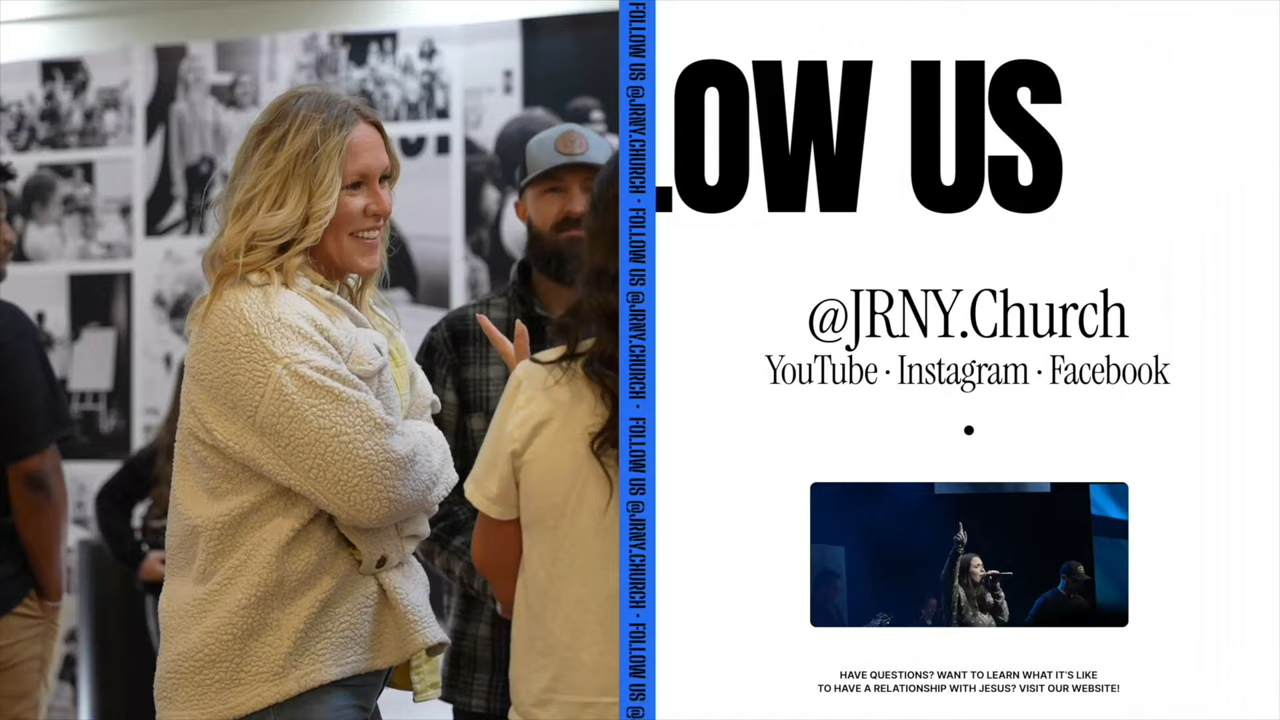 FOLLOW US @JRNY.CHURCH • FOLLOW US @JRNY.CHURCH • FOLLOW US @JRNY.CHURCH • FOLLOW US @
LOW US
@JRNY.Church
YouTube · Instagram · Facebook
HAVE QUESTIONS? WANT TO LEARN WHAT IT'S LIKE
TO HAVE A RELATIONSHIP WITH JESUS? VISIT OUR WEBSITE!